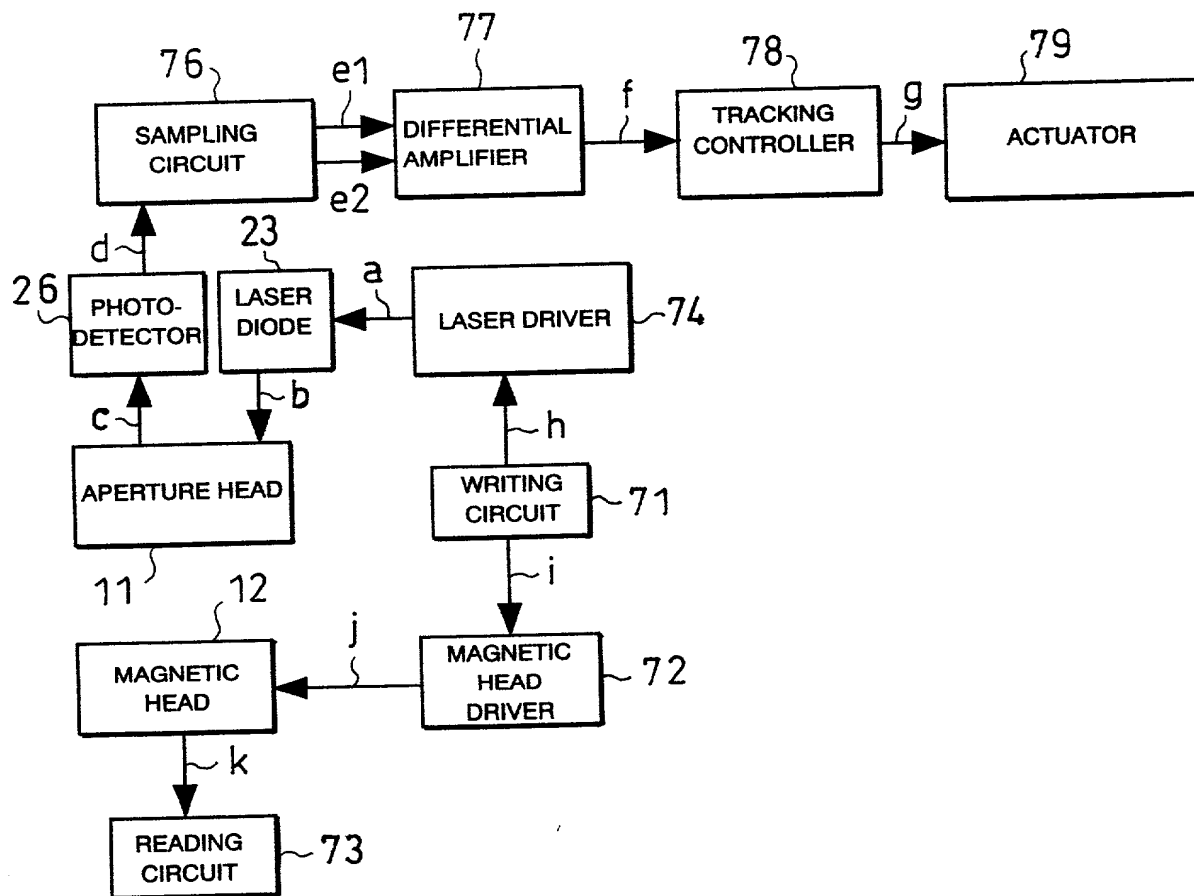 76
77
78
79
e1
SAMPLING
CIRCUIT
DIFFERENTIAL
AMPLIFIER
f
TRACKING
CONTROLLER
g
ACTUATOR
e2
d
23
a
26
PHOTO-
DETECTOR
LASER
DIODE
LASER DRIVER
74
c
b
h
APERTURE HEAD
WRITING
CIRCUIT
71
11
12
i
j
MAGNETIC
HEAD
MAGNETIC
HEAD
DRIVER
72
k
READING
CIRCUIT
73